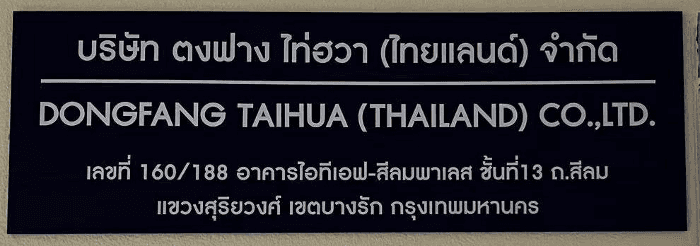 บริษัท ตงฟาง ไท่ฮวา (ไทยแลนด์) จำกัด
DONGFANG TAIHUA (THAILAND) CO.,LTD.
เลขที่ 160/188 อาคารไอทีเอฟ-สีลมพาเลส ชั้นที่13 ถ.สีลม
แขวงสุริยวงศ์ เขตบางรัก กรุงเทพมหานคร